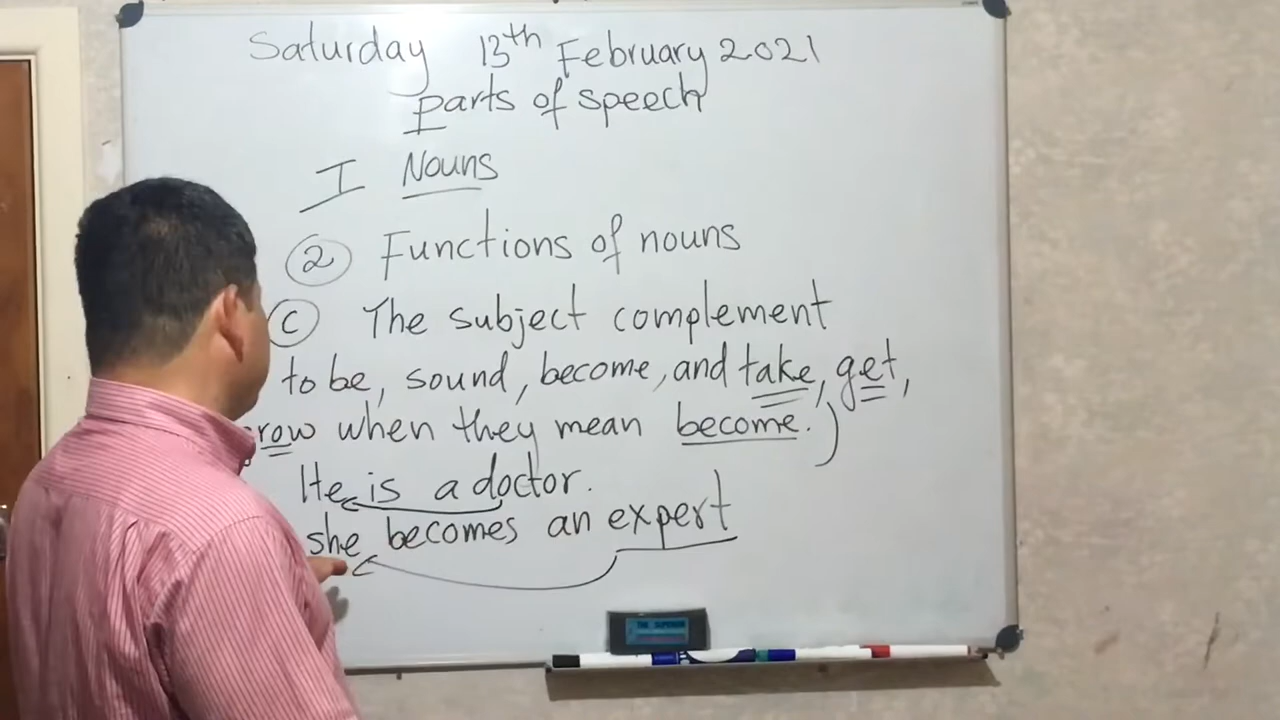 Saturday 13th February 2021
Parts of speech
I Nouns
2 Functions of nouns
C The subject complement
to be, sound, become, and take, get,
grow when they mean become.)
He is a doctor.
she becomes an expert